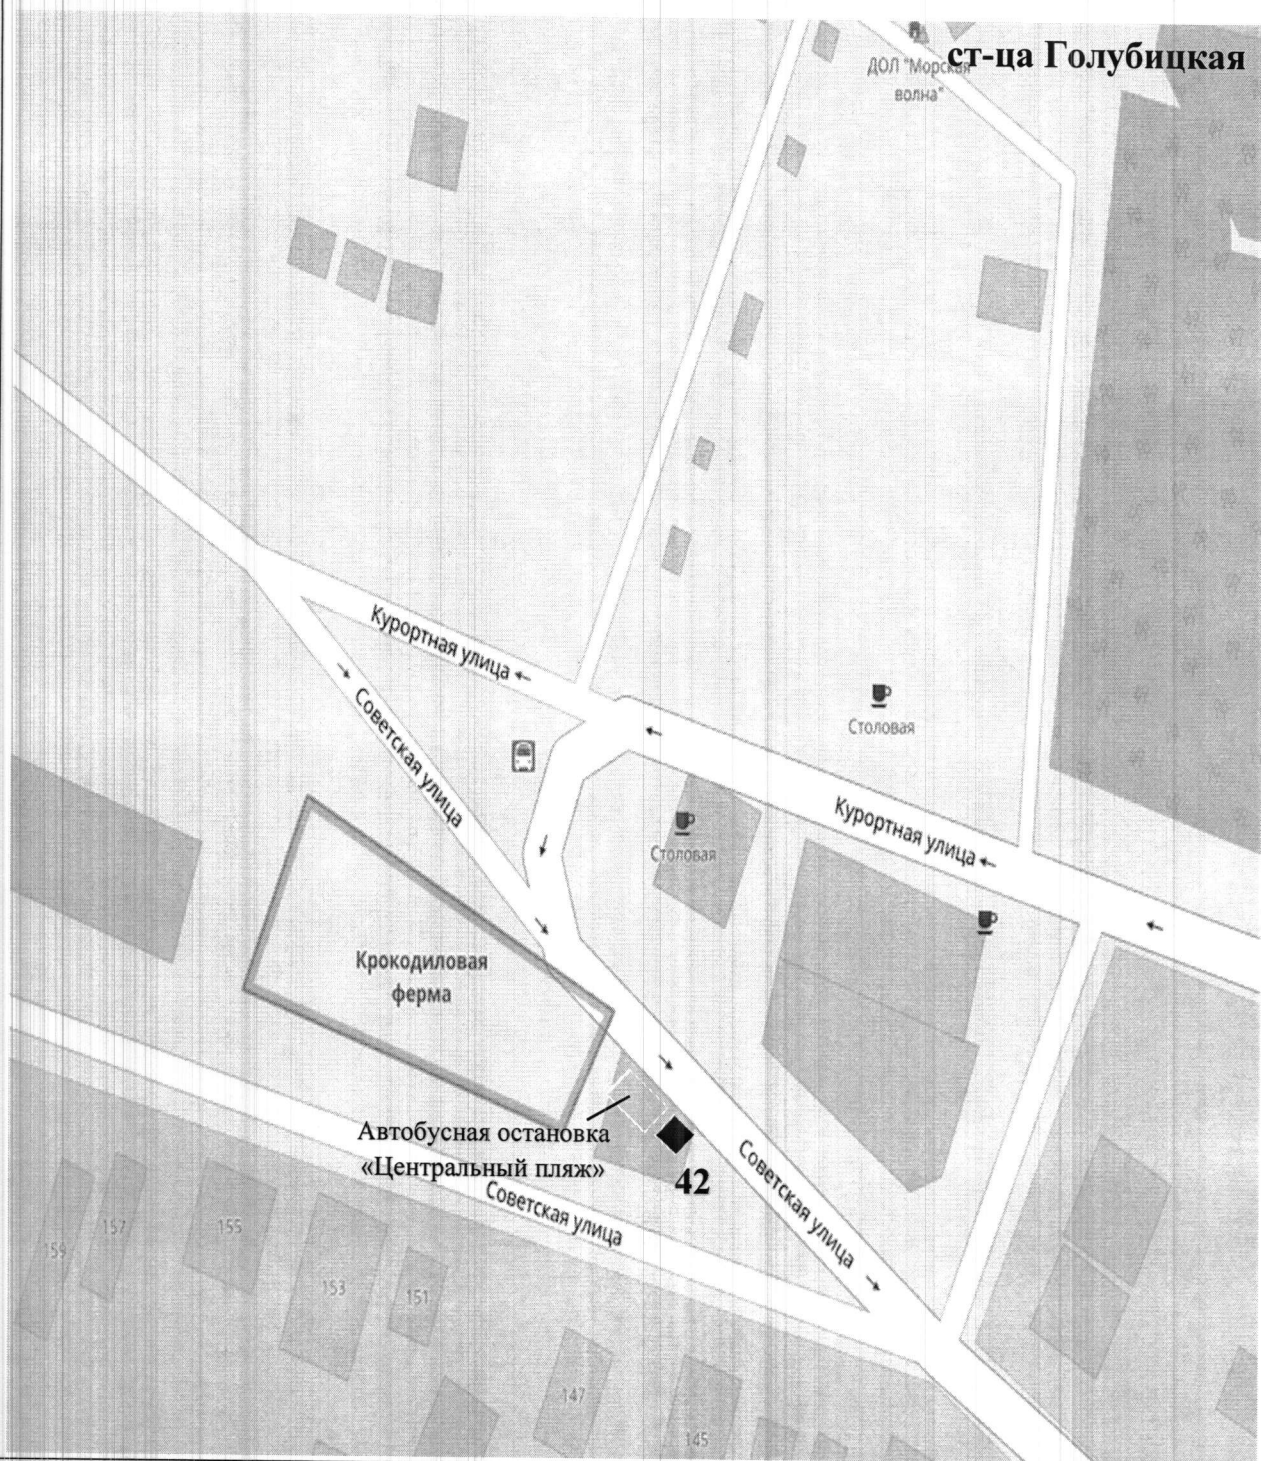 ст-ца Голубицкая
ДОЛ "Морская
волна"
Курортная улица
Советская улица
Столовая
Столовая
Курортная улица
Крокодиловая
ферма
Автобусная остановка
«Центральный пляж»
42
Советская улица
Советская улица
159
157
155
153
151
147
145